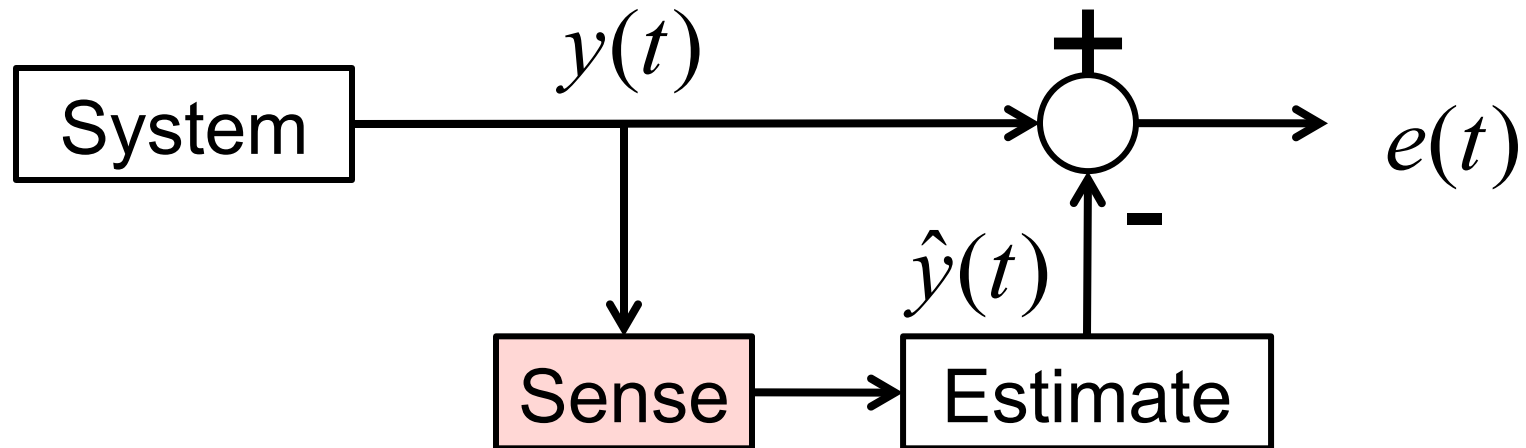 y(t)
+
System
e(t)
-
ŷ(t)
Sense
Estimate